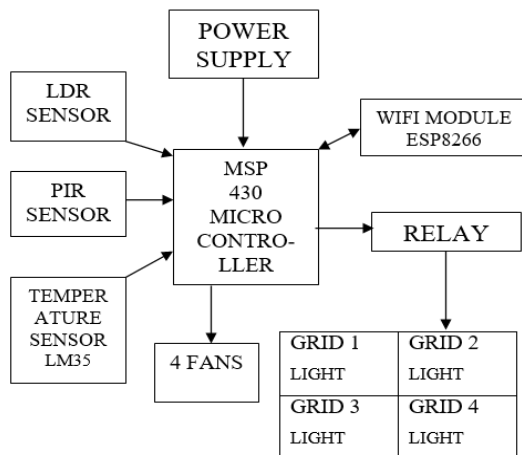 POWER
SUPPLY
LDR
SENSOR
WIFI MODULE
ESP8266
PIR
SENSOR
MSP
430
MICRO
CONTRO-
LLER
RELAY
TEMPER
ATURE
SENSOR
LM35
4 FANS
GRID 1
LIGHT
GRID 2
LIGHT
GRID 3
LIGHT
GRID 4
LIGHT